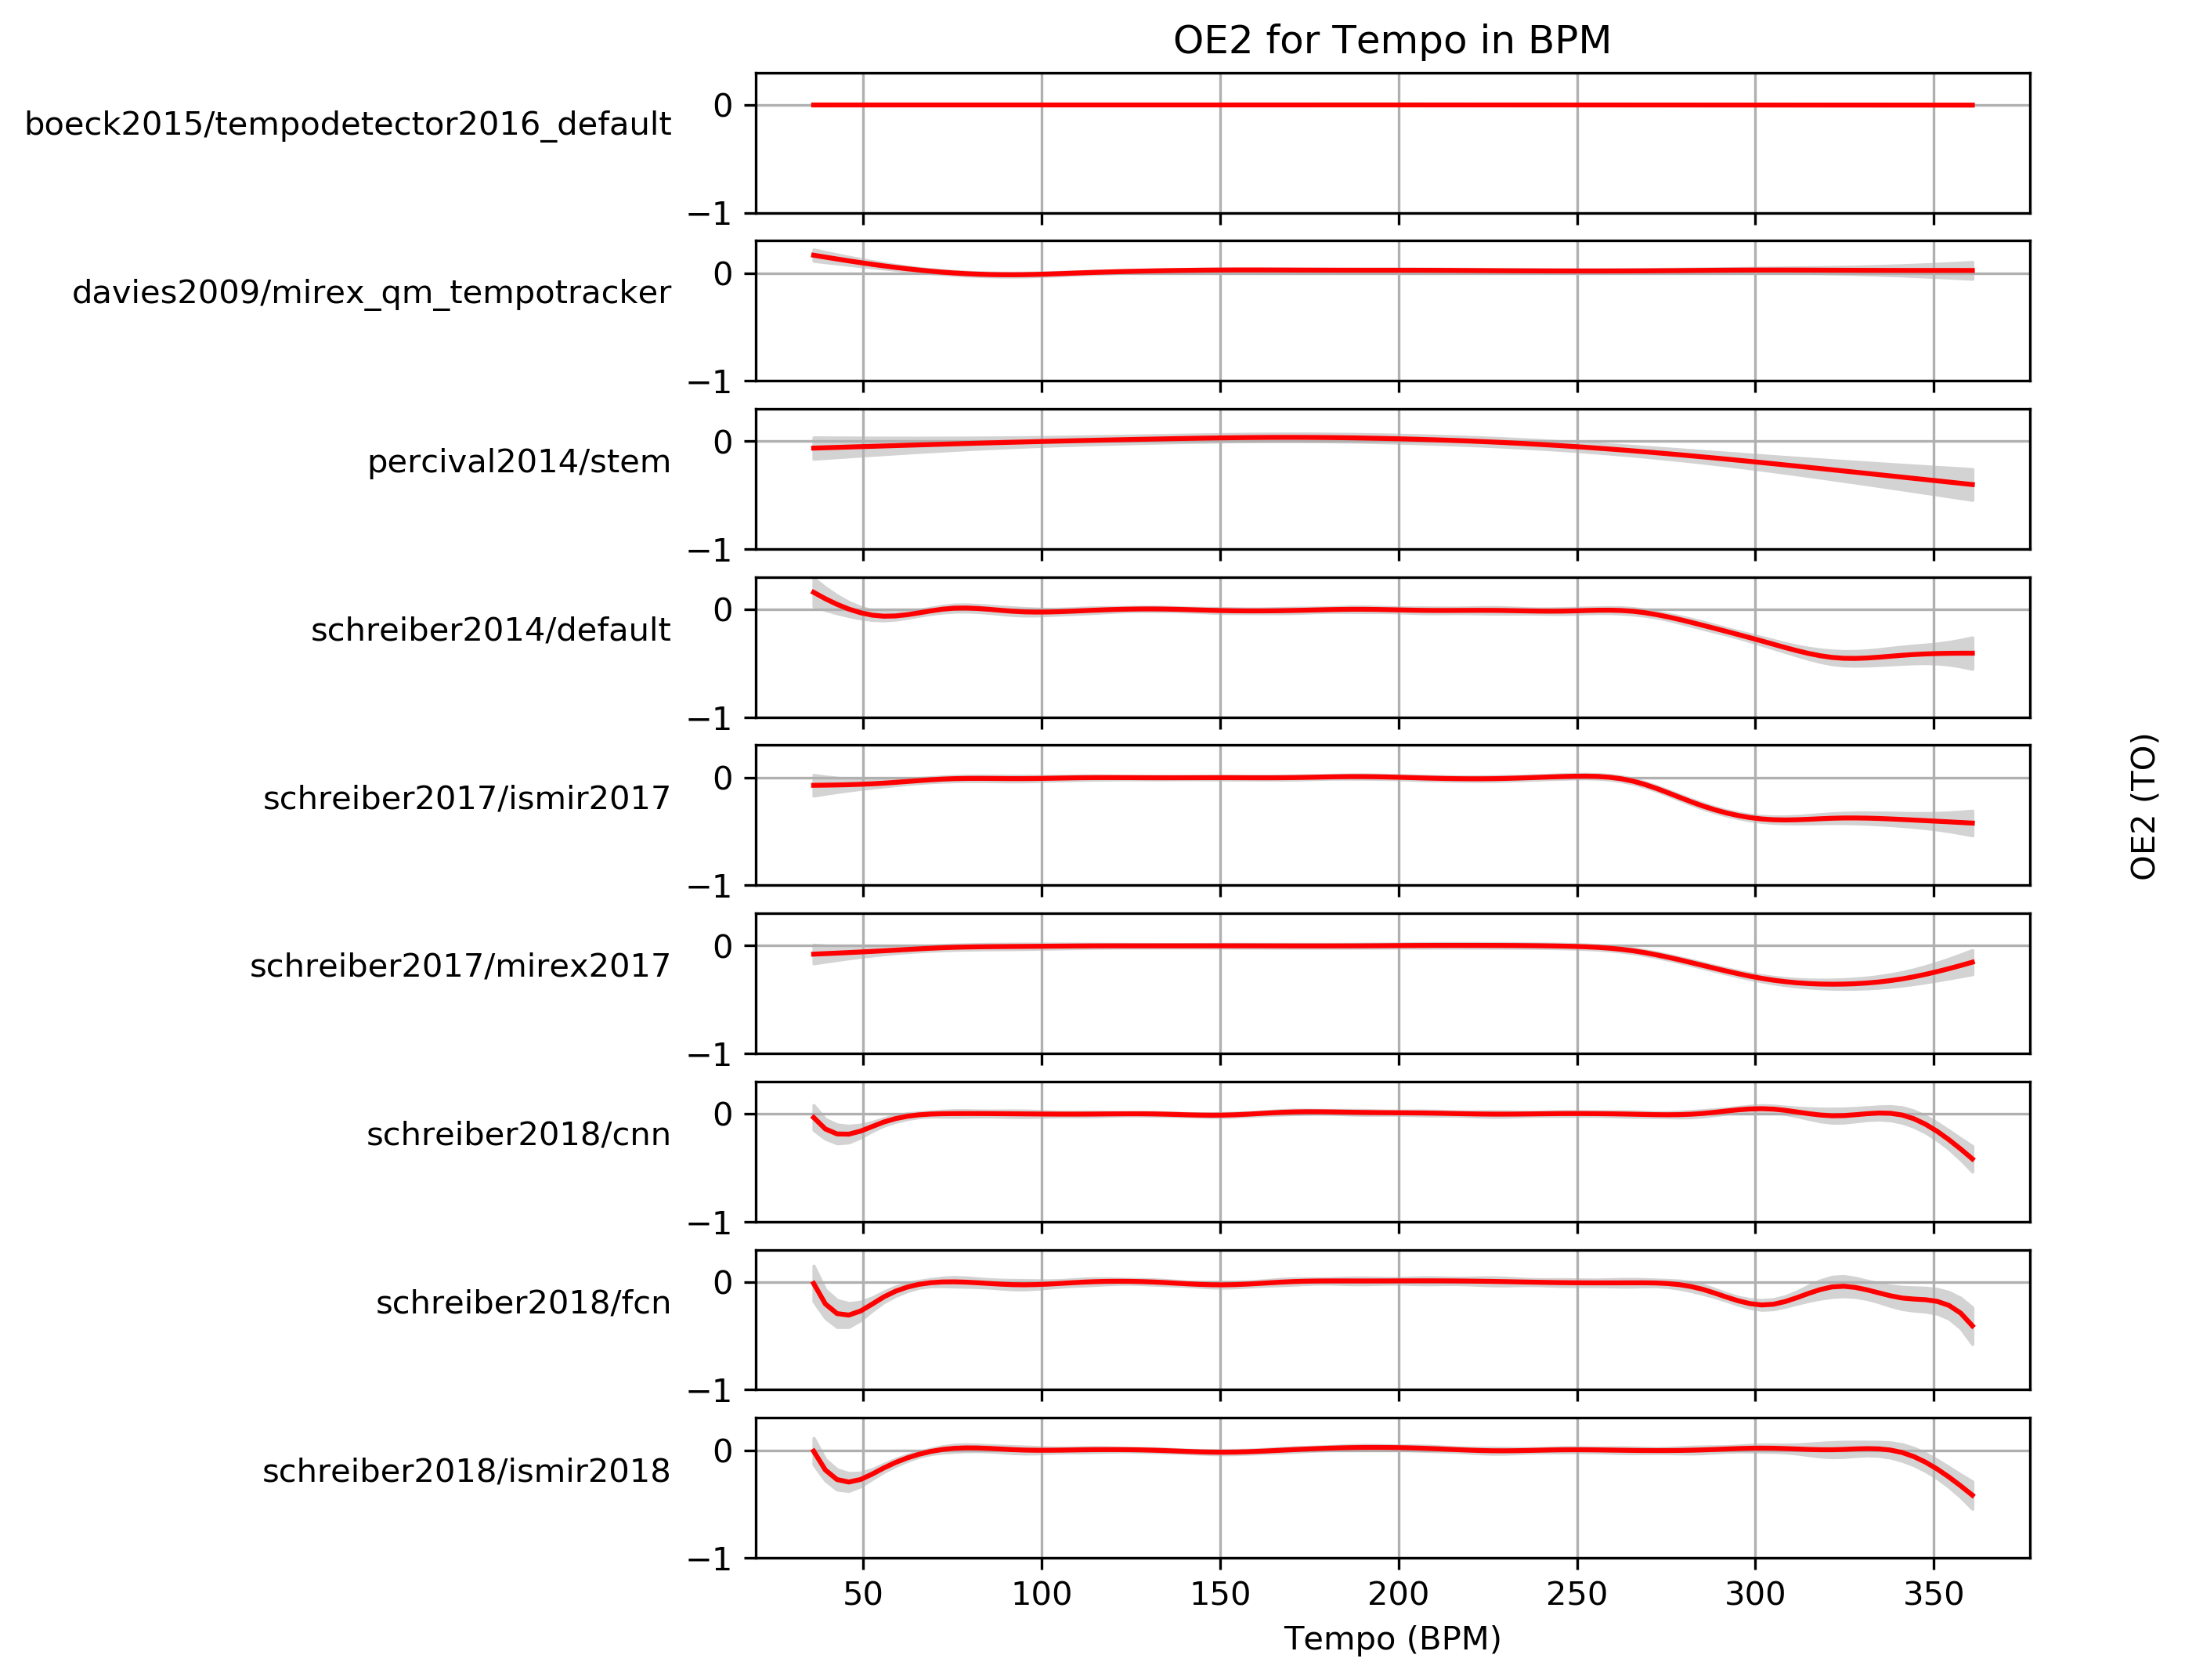 OE2 for Tempo in BPM
boeck2015/tempodetector2016_default
0
−1
davies2009/mirex_qm_tempotracker
0
−1
percival2014/stem
0
−1
schreiber2014/default
0
−1
schreiber2017/ismir2017
0
−1
schreiber2017/mirex2017
0
−1
schreiber2018/cnn
0
−1
schreiber2018/fcn
0
−1
schreiber2018/ismir2018
0
−1
50 100 150 200 250 300 350
Tempo (BPM)
OE2 (TO)